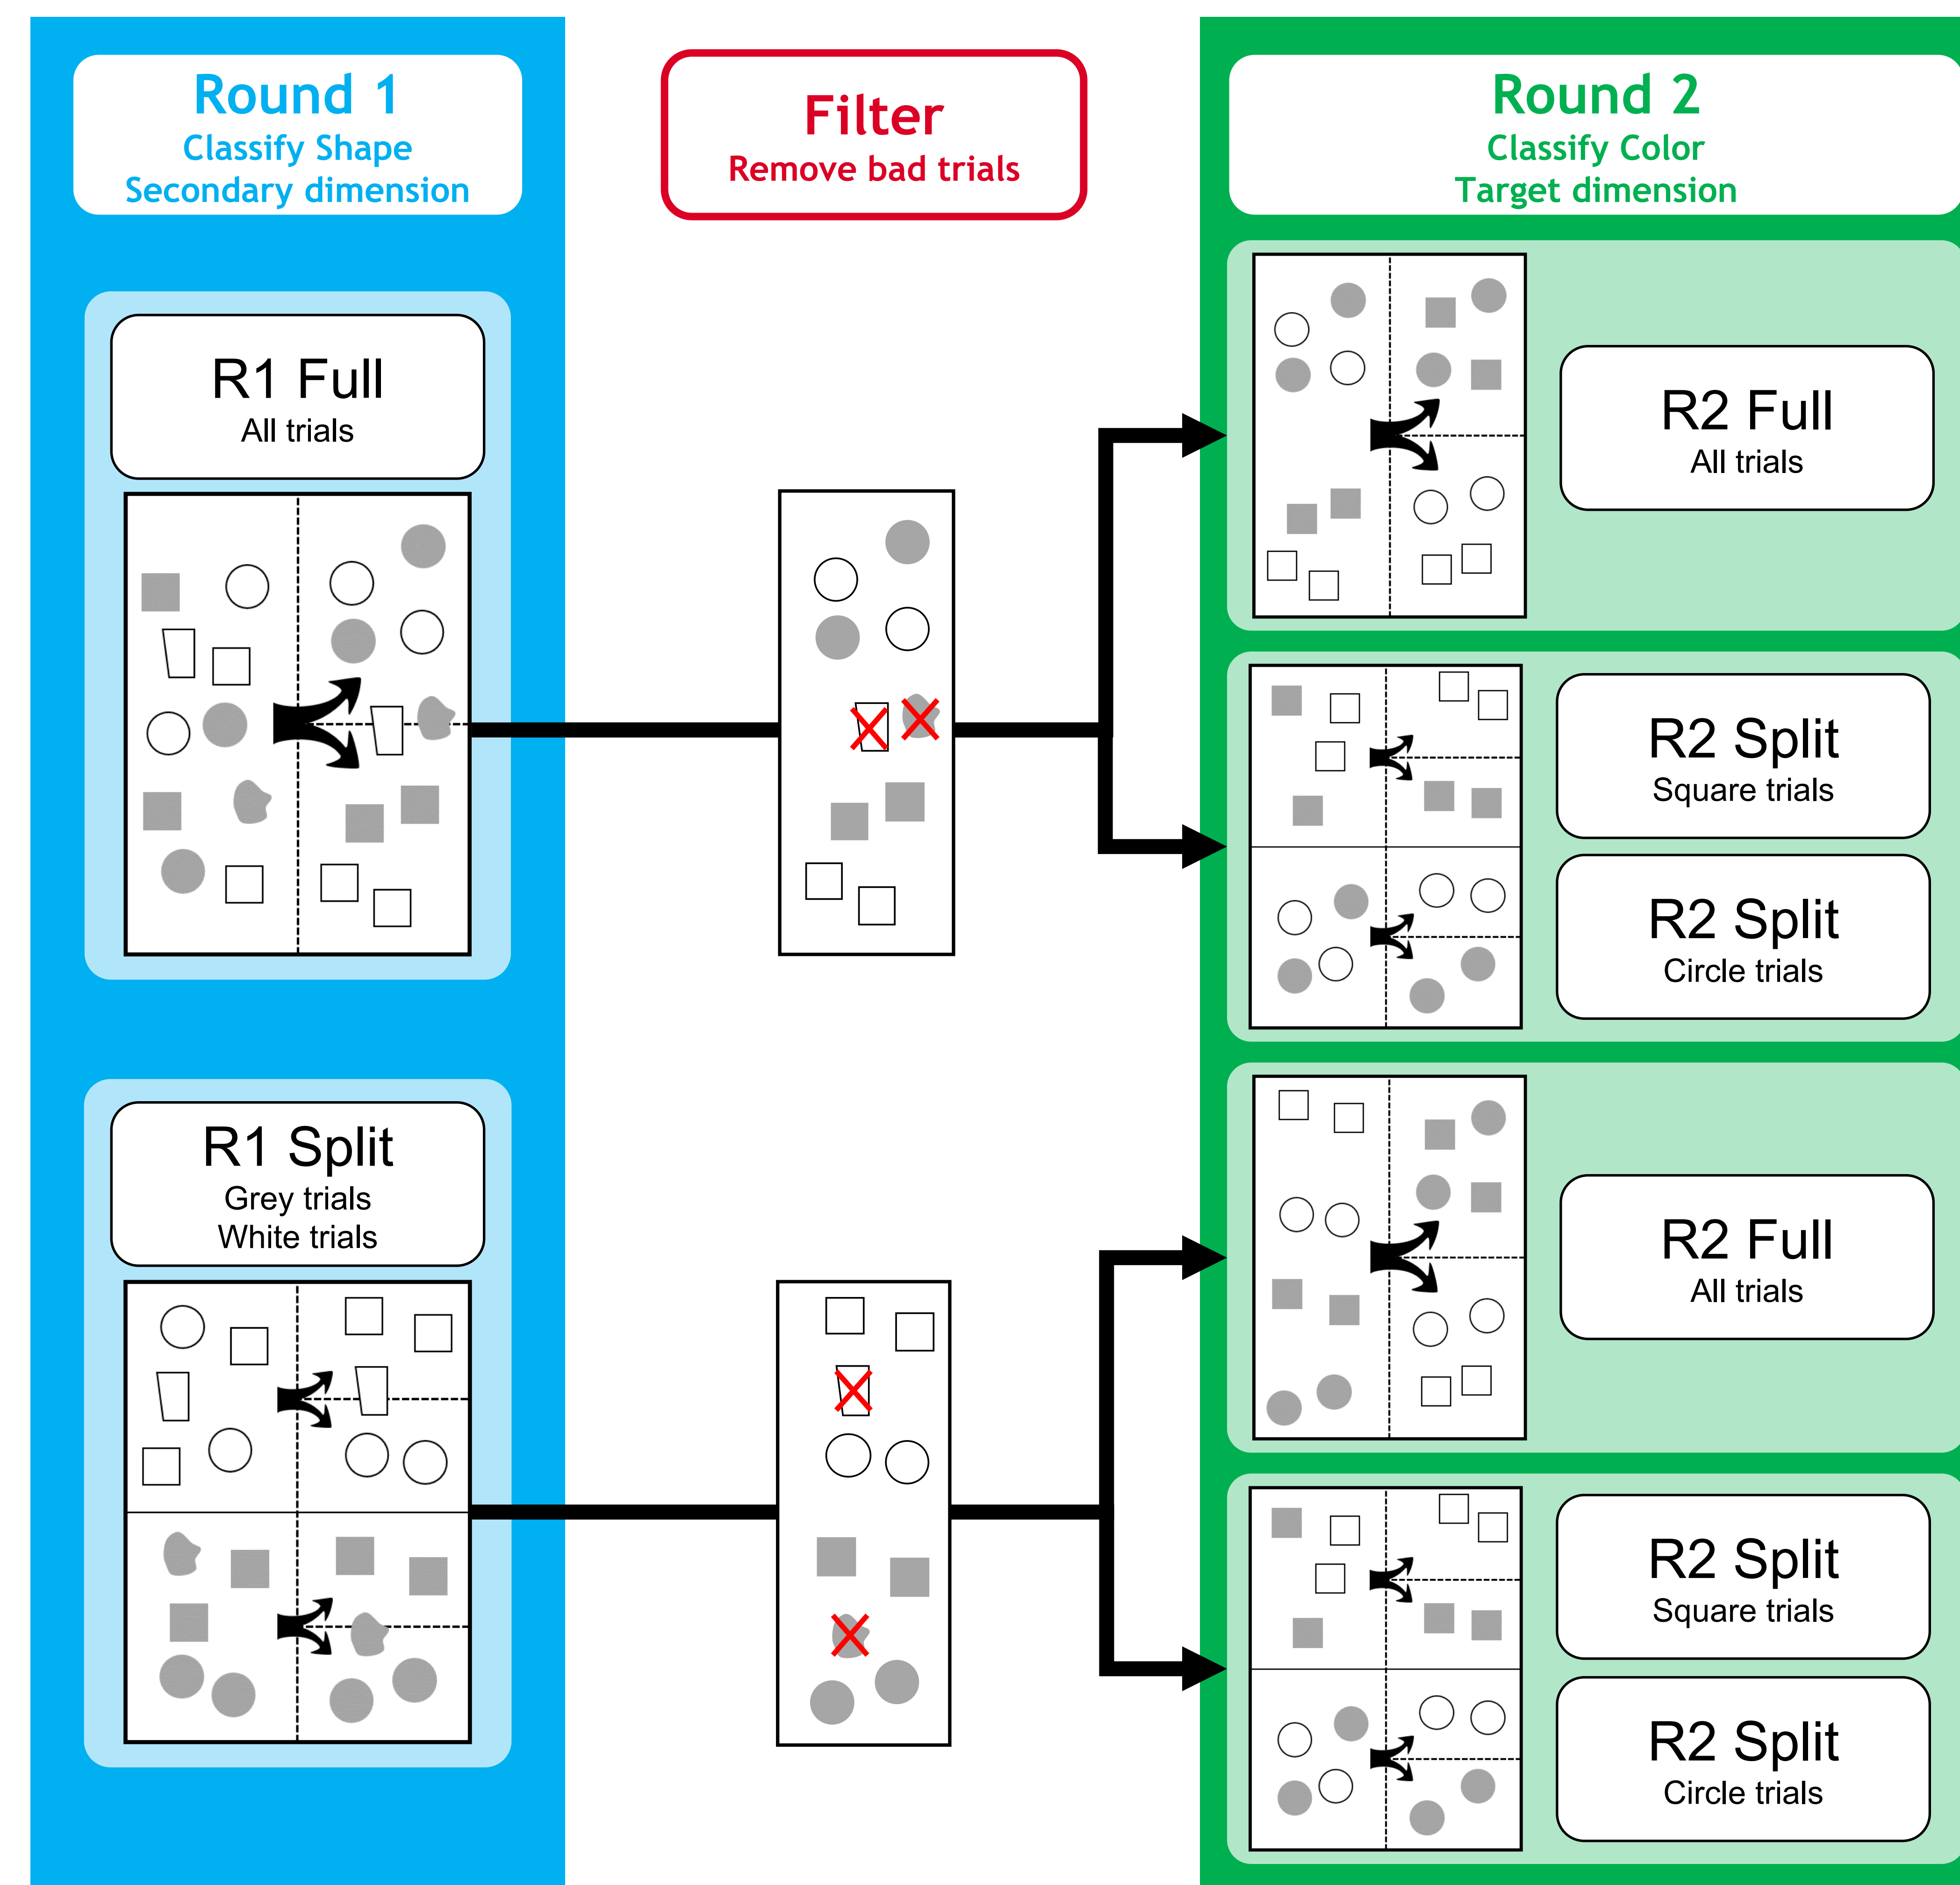 Round 1
Classify Shape
Secondary dimension
Filter
Remove bad trials
Round 2
Classify Color
Target dimension
R1 Full
All trials
R2 Full
All trials
R2 Split
Square trials
R2 Split
Circle trials
R1 Split
Grey trials
White trials
R2 Full
All trials
R2 Split
Square trials
R2 Split
Circle trials